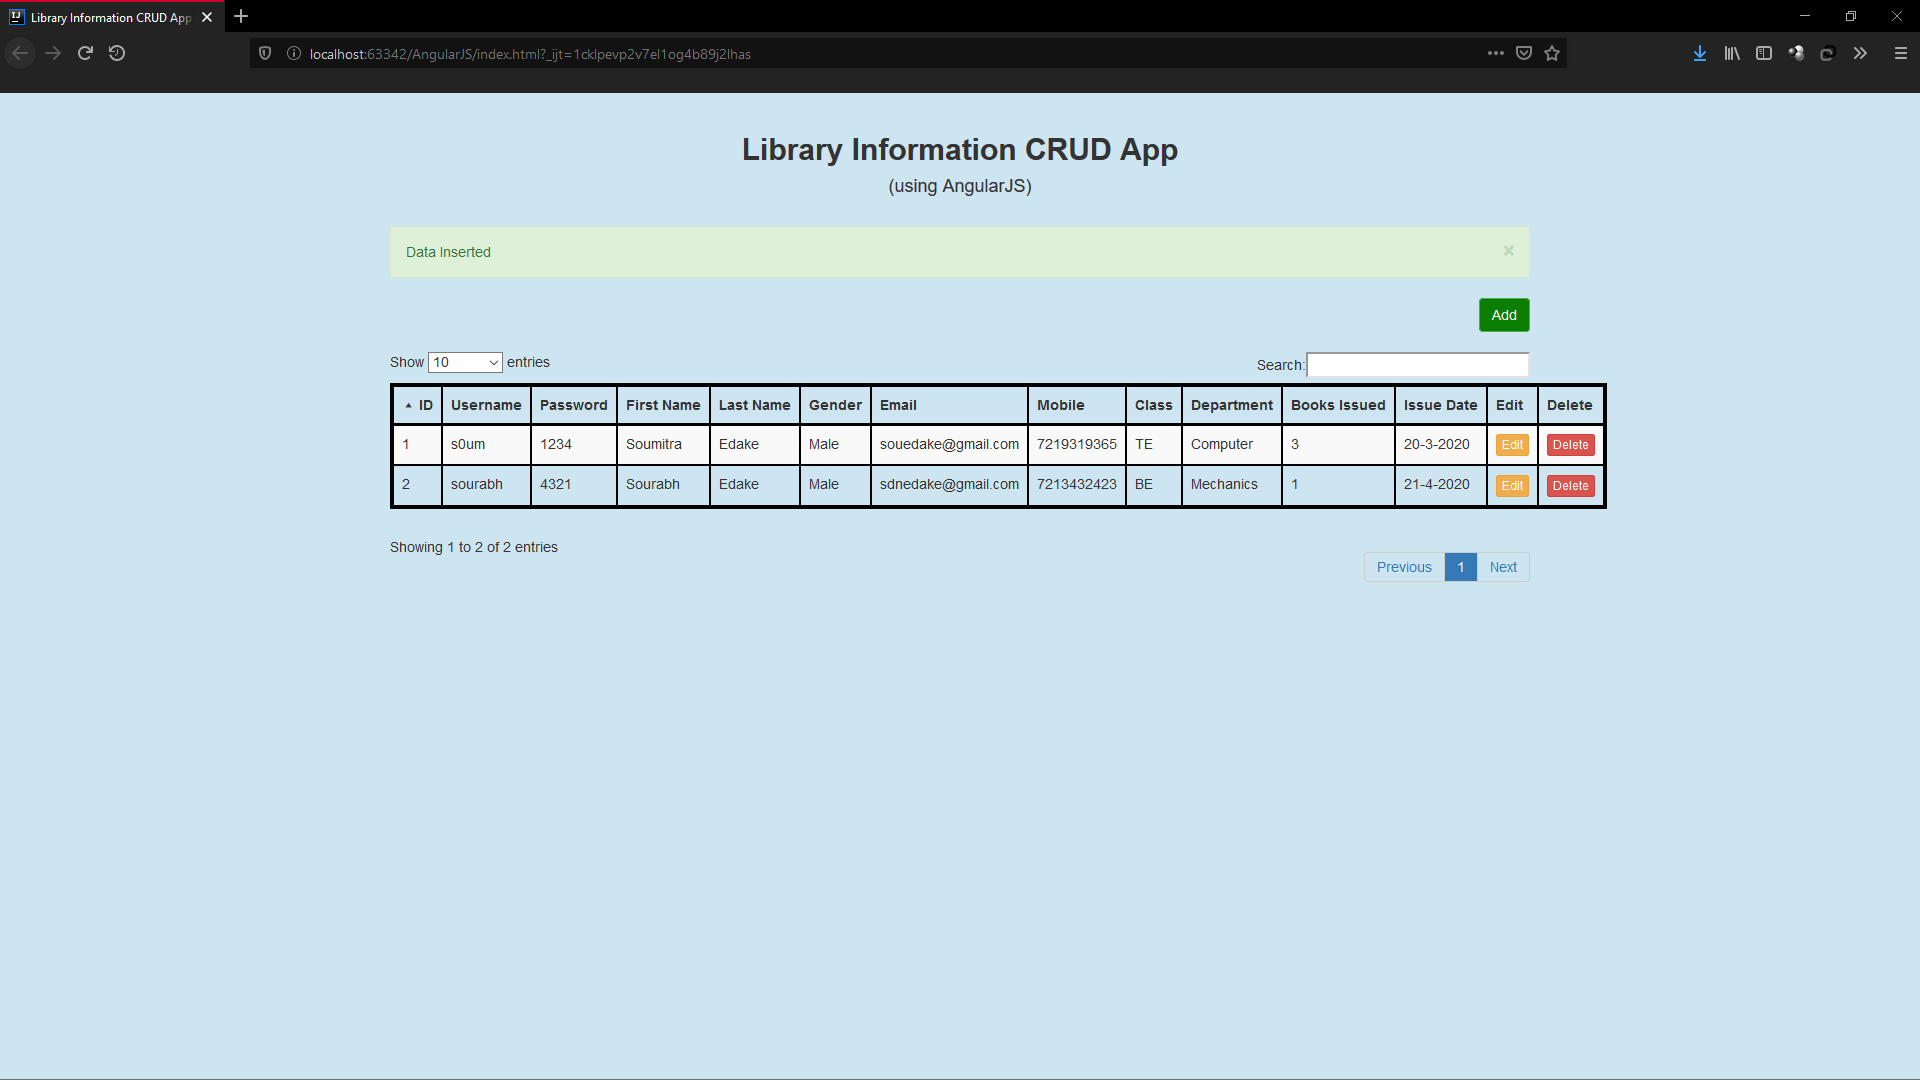 Library Information CRUD App
localhost:63342/AngularJS/index.html?_ijt=1cklpevp2v7el1og4b89j2lhas
Library Information CRUD App
(using AngularJS)
Data Inserted ×
Add
Show 10 entries Search:
ID Username Password First Name Last Name Gender Email Mobile Class Department Books Issued Issue Date Edit Delete
1 s0um 1234 Soumitra Edake Male souedake@gmail.com 7219319365 TE Computer 3 20-3-2020 Edit Delete
2 sourabh 4321 Sourabh Edake Male sdnedake@gmail.com 7213432423 BE Mechanics 1 21-4-2020 Edit Delete
Showing 1 to 2 of 2 entries
Previous 1 Next